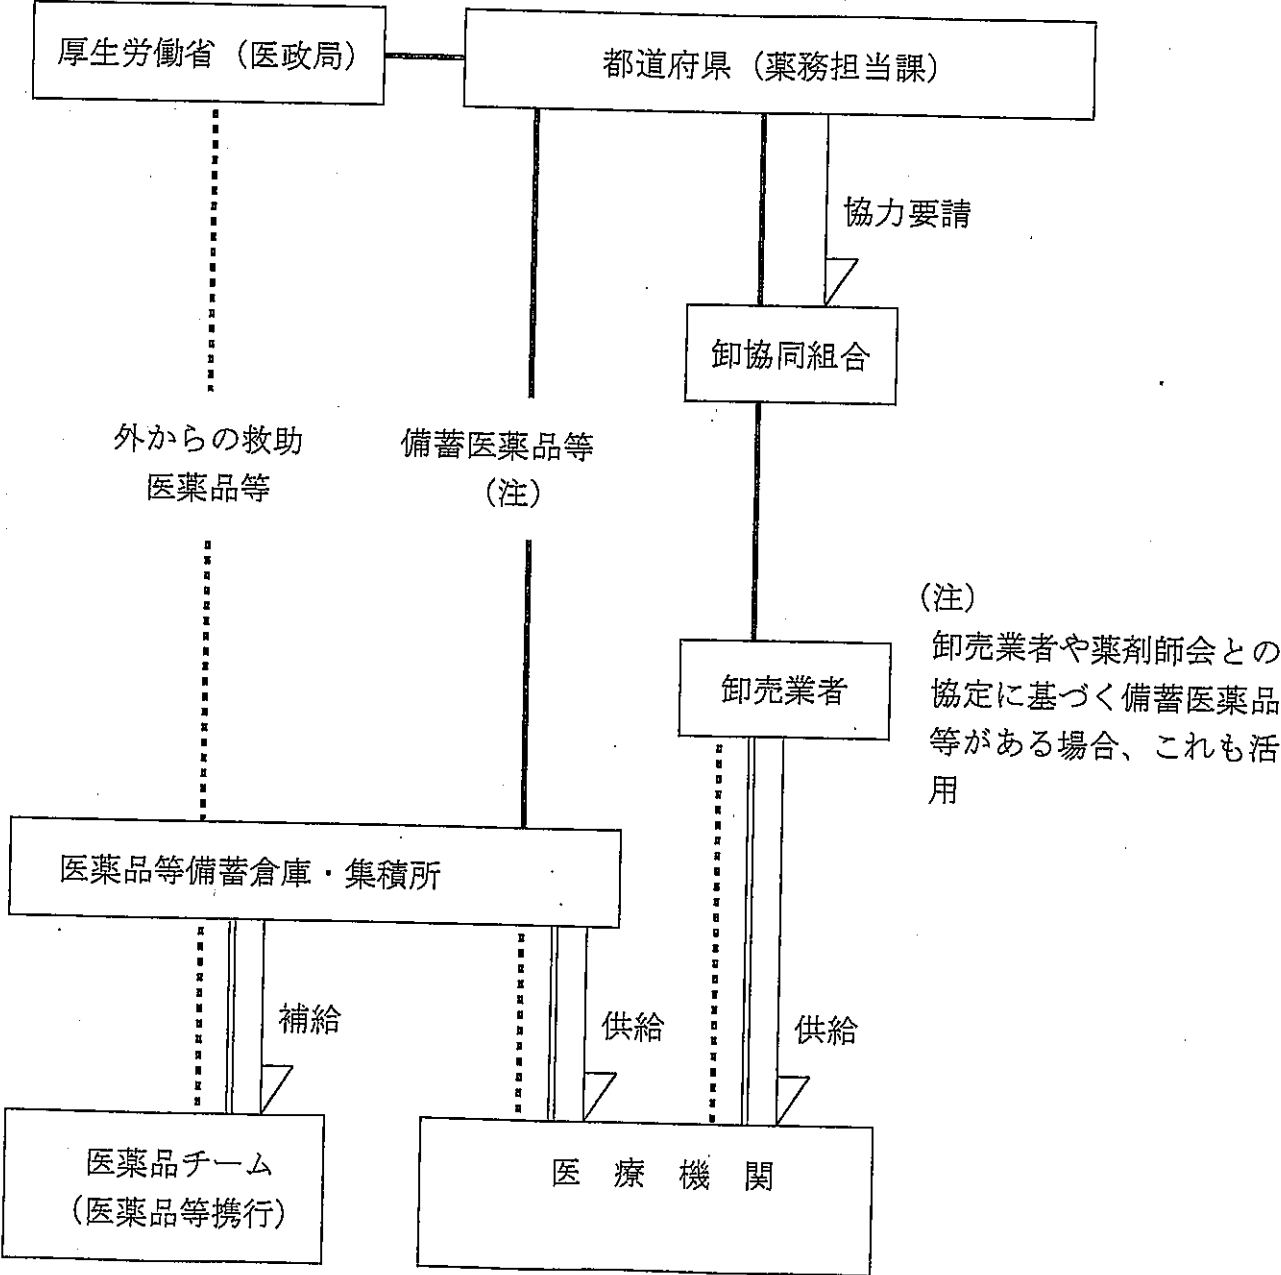 厚生労働省（医政局）
都道府県（薬務担当課）
協力要請
卸協同組合
外からの救助
医薬品等
備蓄医薬品等
（注）
（注）
卸売業者や薬剤師会との
協定に基づく備蓄医薬品
等がある場合、これも活
用
卸売業者
医薬品等備蓄倉庫・集積所
補給
供給
供給
医薬品チーム
（医薬品等携行）
医療機関